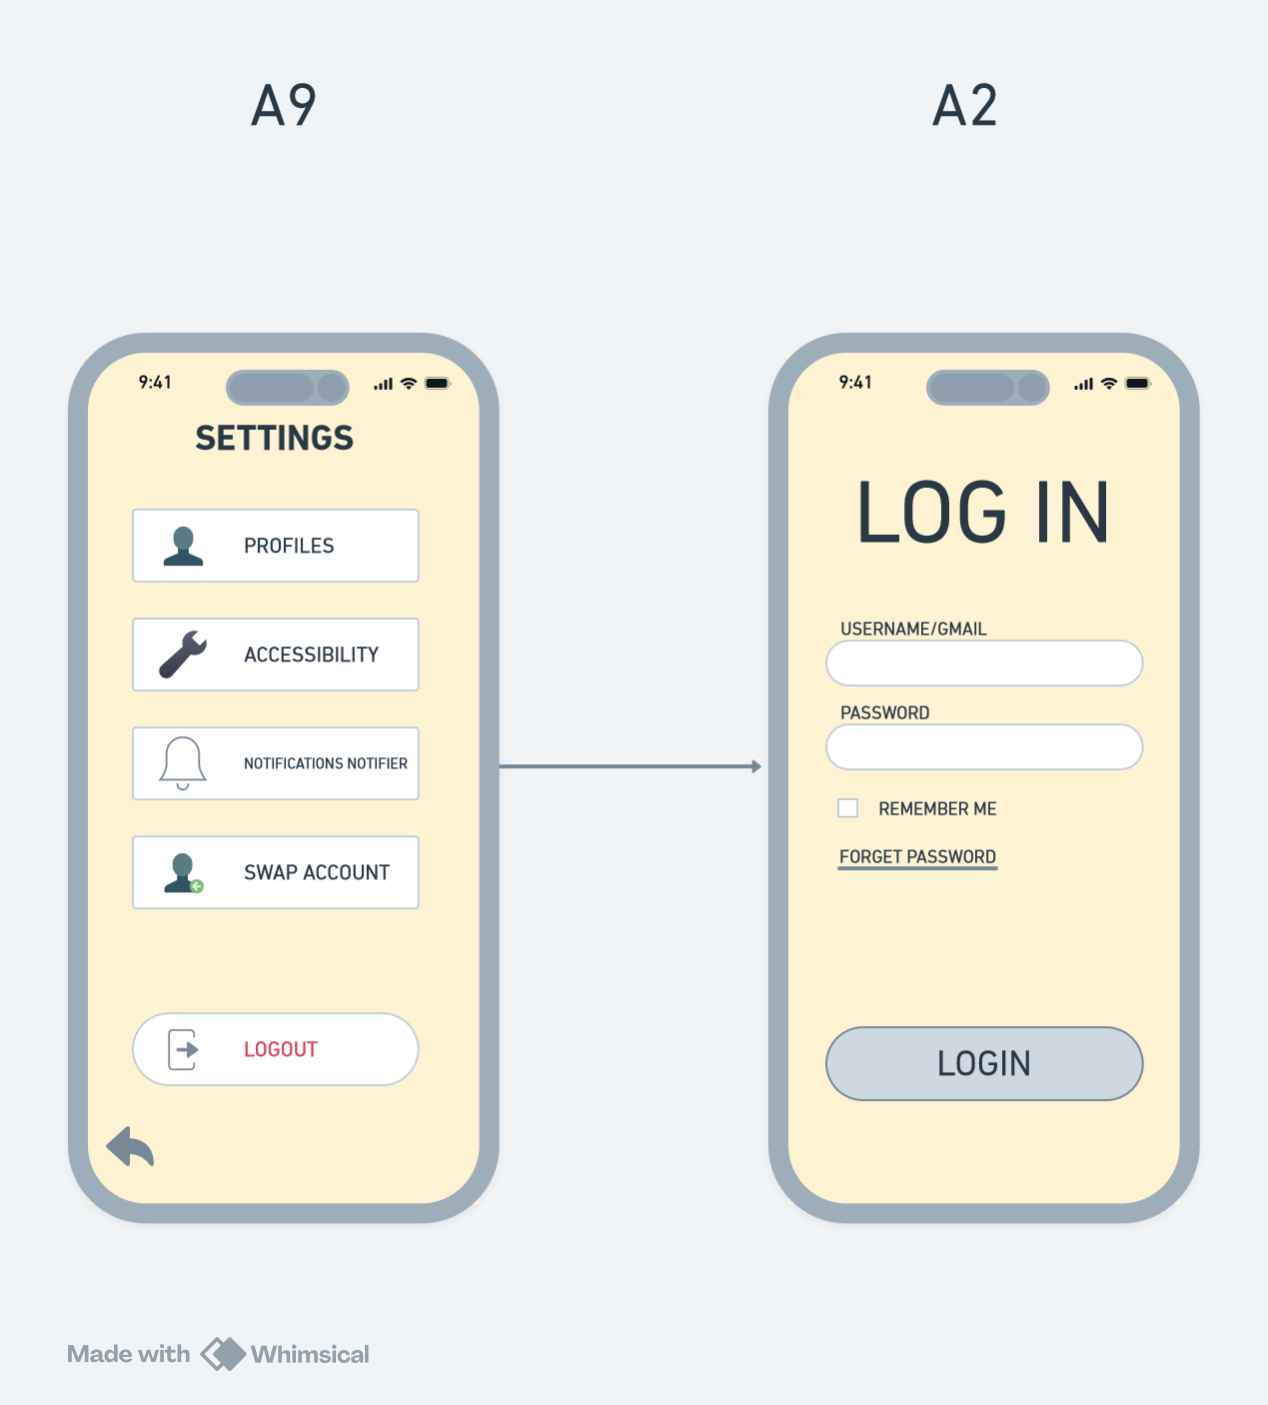 A9
A2
9:41
SETTINGS
PROFILES
ACCESSIBILITY
NOTIFICATIONS NOTIFIER
SWAP ACCOUNT
LOGOUT
9:41
LOG IN
USERNAME/GMAIL
PASSWORD
REMEMBER ME
FORGET PASSWORD
LOGIN
Made with Whimsical